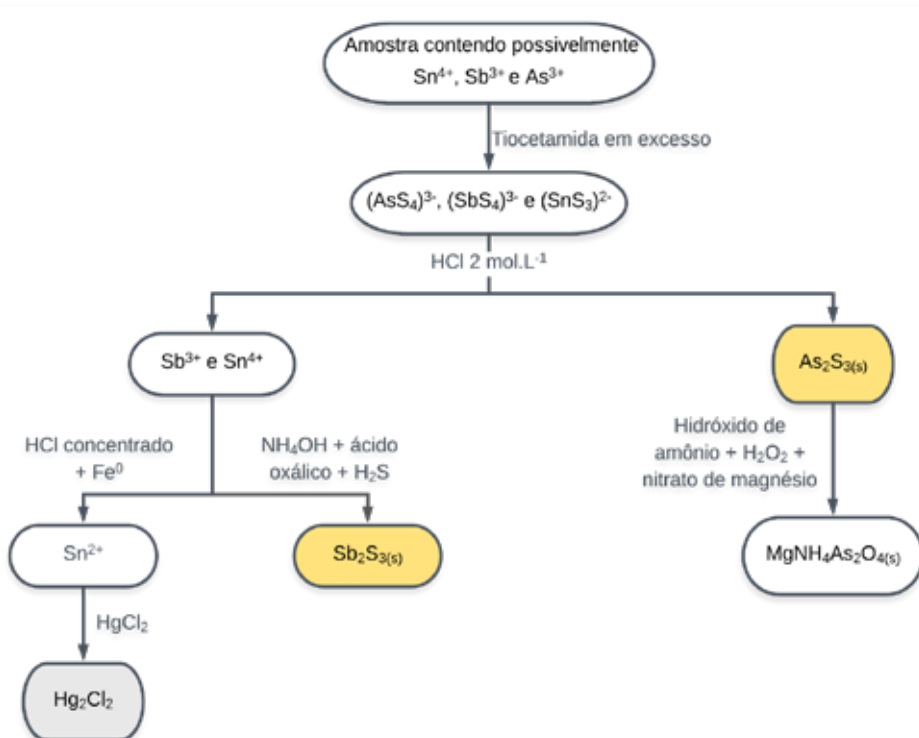 Amostra contendo possivelmente
Sn⁴⁺, Sb³⁺ e As³⁺
Tiocetamida em excesso
(AsS₄)³⁻, (SbS₄)³⁻ e (SnS₃)²⁻
HCl 2 mol.L⁻¹
Sb³⁺ e Sn⁴⁺
As₂S₃₍ₛ₎
HCl concentrado
+ Fe⁰
NH₄OH + ácido
oxálico + H₂S
Hidróxido de
amônio + H₂O₂ +
nitrato de magnésio
Sn²⁺
Sb₂S₃₍ₛ₎
MgNH₄As₂O₄₍ₛ₎
HgCl₂
Hg₂Cl₂